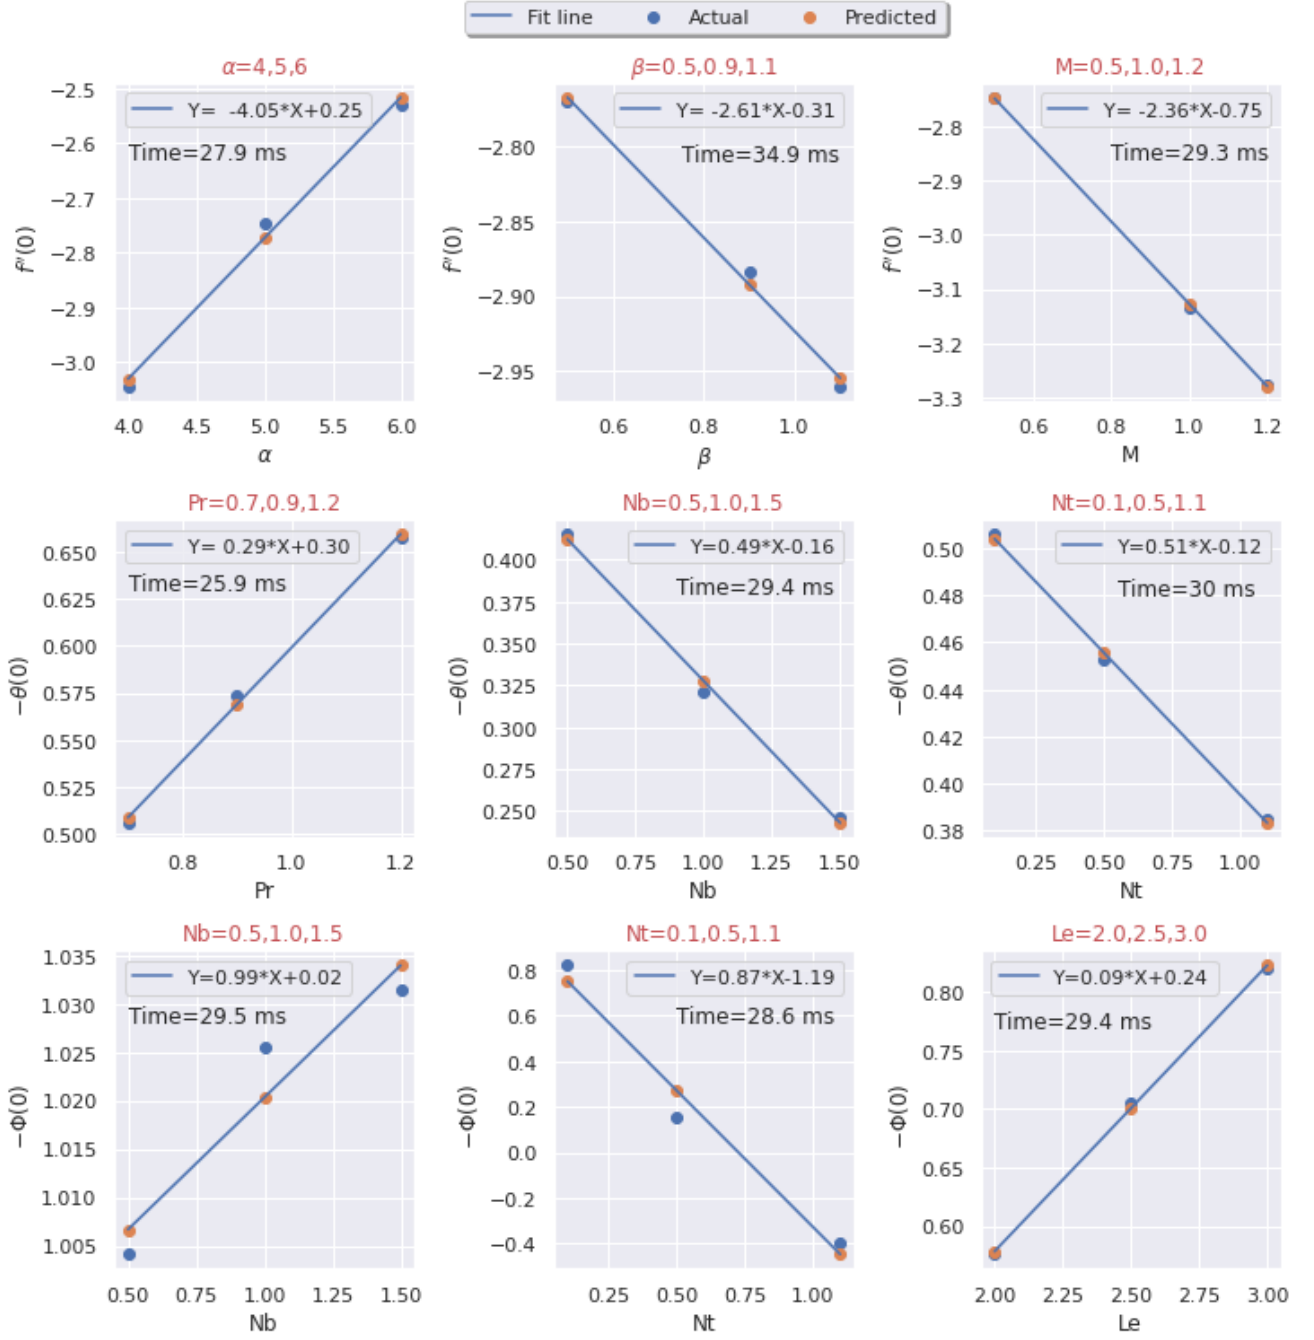 Fit line Actual Predicted
α=4,5,6
Y= -4.05*X+0.25
Time=27.9 ms
f''(0)
−2.5
−2.6
−2.7
−2.8
−2.9
−3.0
4.0 4.5 5.0 5.5 6.0
α
β=0.5,0.9,1.1
Y= -2.61*X-0.31
Time=34.9 ms
f''(0)
−2.80
−2.85
−2.90
−2.95
0.6 0.8 1.0
β
M=0.5,1.0,1.2
Y= -2.36*X-0.75
Time=29.3 ms
f''(0)
−2.8
−2.9
−3.0
−3.1
−3.2
−3.3
0.6 0.8 1.0 1.2
M
Pr=0.7,0.9,1.2
Y= 0.29*X+0.30
Time=25.9 ms
−θ(0)
0.650
0.625
0.600
0.575
0.550
0.525
0.500
0.8 1.0 1.2
Pr
Nb=0.5,1.0,1.5
Y=0.49*X-0.16
Time=29.4 ms
−θ(0)
0.400
0.375
0.350
0.325
0.300
0.275
0.250
0.50 0.75 1.00 1.25 1.50
Nb
Nt=0.1,0.5,1.1
Y=0.51*X-0.12
Time=30 ms
−θ(0)
0.50
0.48
0.46
0.44
0.42
0.40
0.38
0.25 0.50 0.75 1.00
Nt
Nb=0.5,1.0,1.5
Y=0.99*X+0.02
Time=29.5 ms
−Φ(0)
1.035
1.030
1.025
1.020
1.015
1.010
1.005
0.50 0.75 1.00 1.25 1.50
Nb
Nt=0.1,0.5,1.1
Y=0.87*X-1.19
Time=28.6 ms
−Φ(0)
0.8
0.6
0.4
0.2
0.0
−0.2
−0.4
0.25 0.50 0.75 1.00
Nt
Le=2.0,2.5,3.0
Y=0.09*X+0.24
Time=29.4 ms
−Φ(0)
0.80
0.75
0.70
0.65
0.60
2.00 2.25 2.50 2.75 3.00
Le